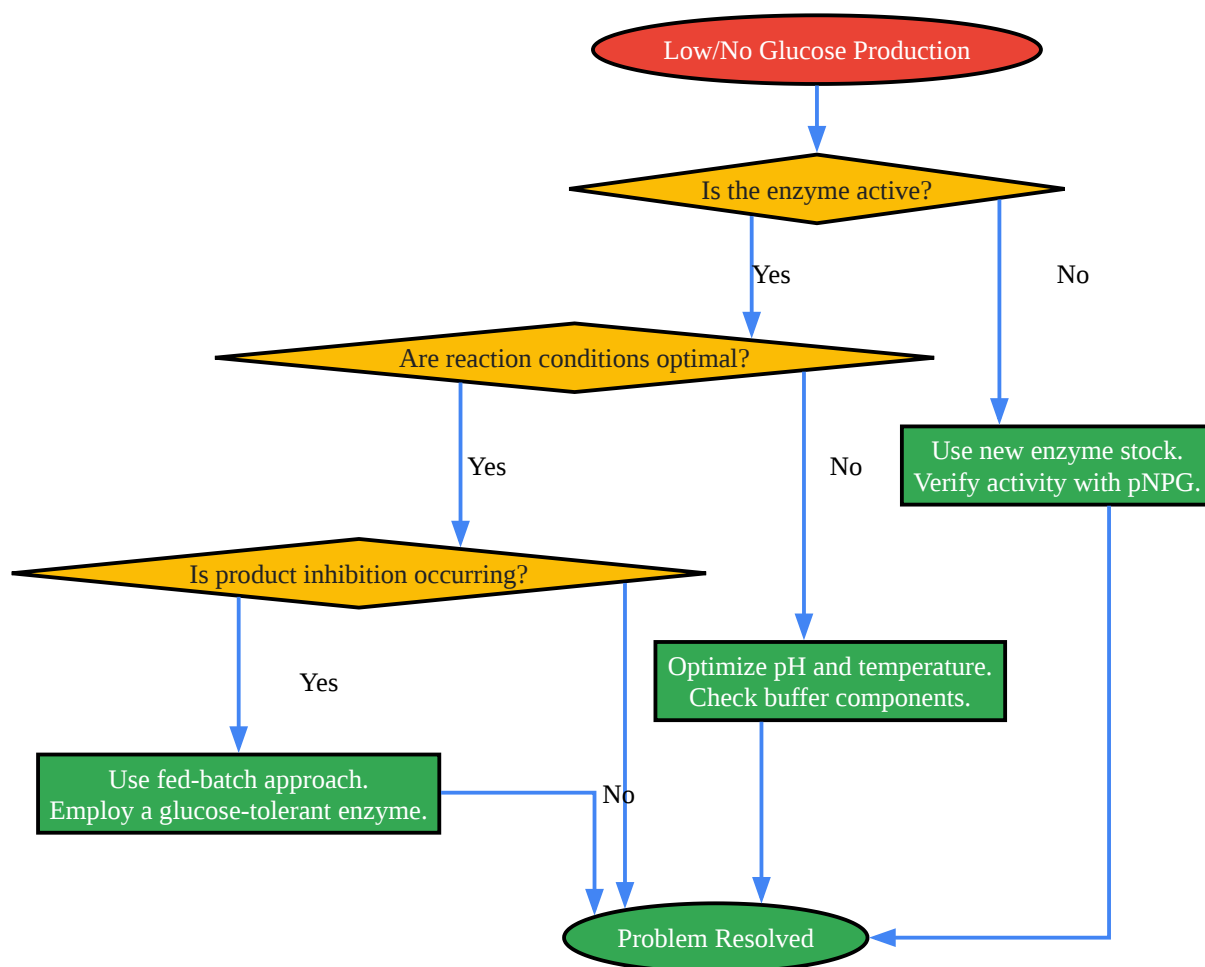 Low/No Glucose Production
Is the enzyme active?
Yes
No
Are reaction conditions optimal?
Use new enzyme stock.
Verify activity with pNPG.
Yes
No
Is product inhibition occurring?
Optimize pH and temperature.
Check buffer components.
Yes
Use fed-batch approach.
Employ a glucose-tolerant enzyme.
No
Problem Resolved